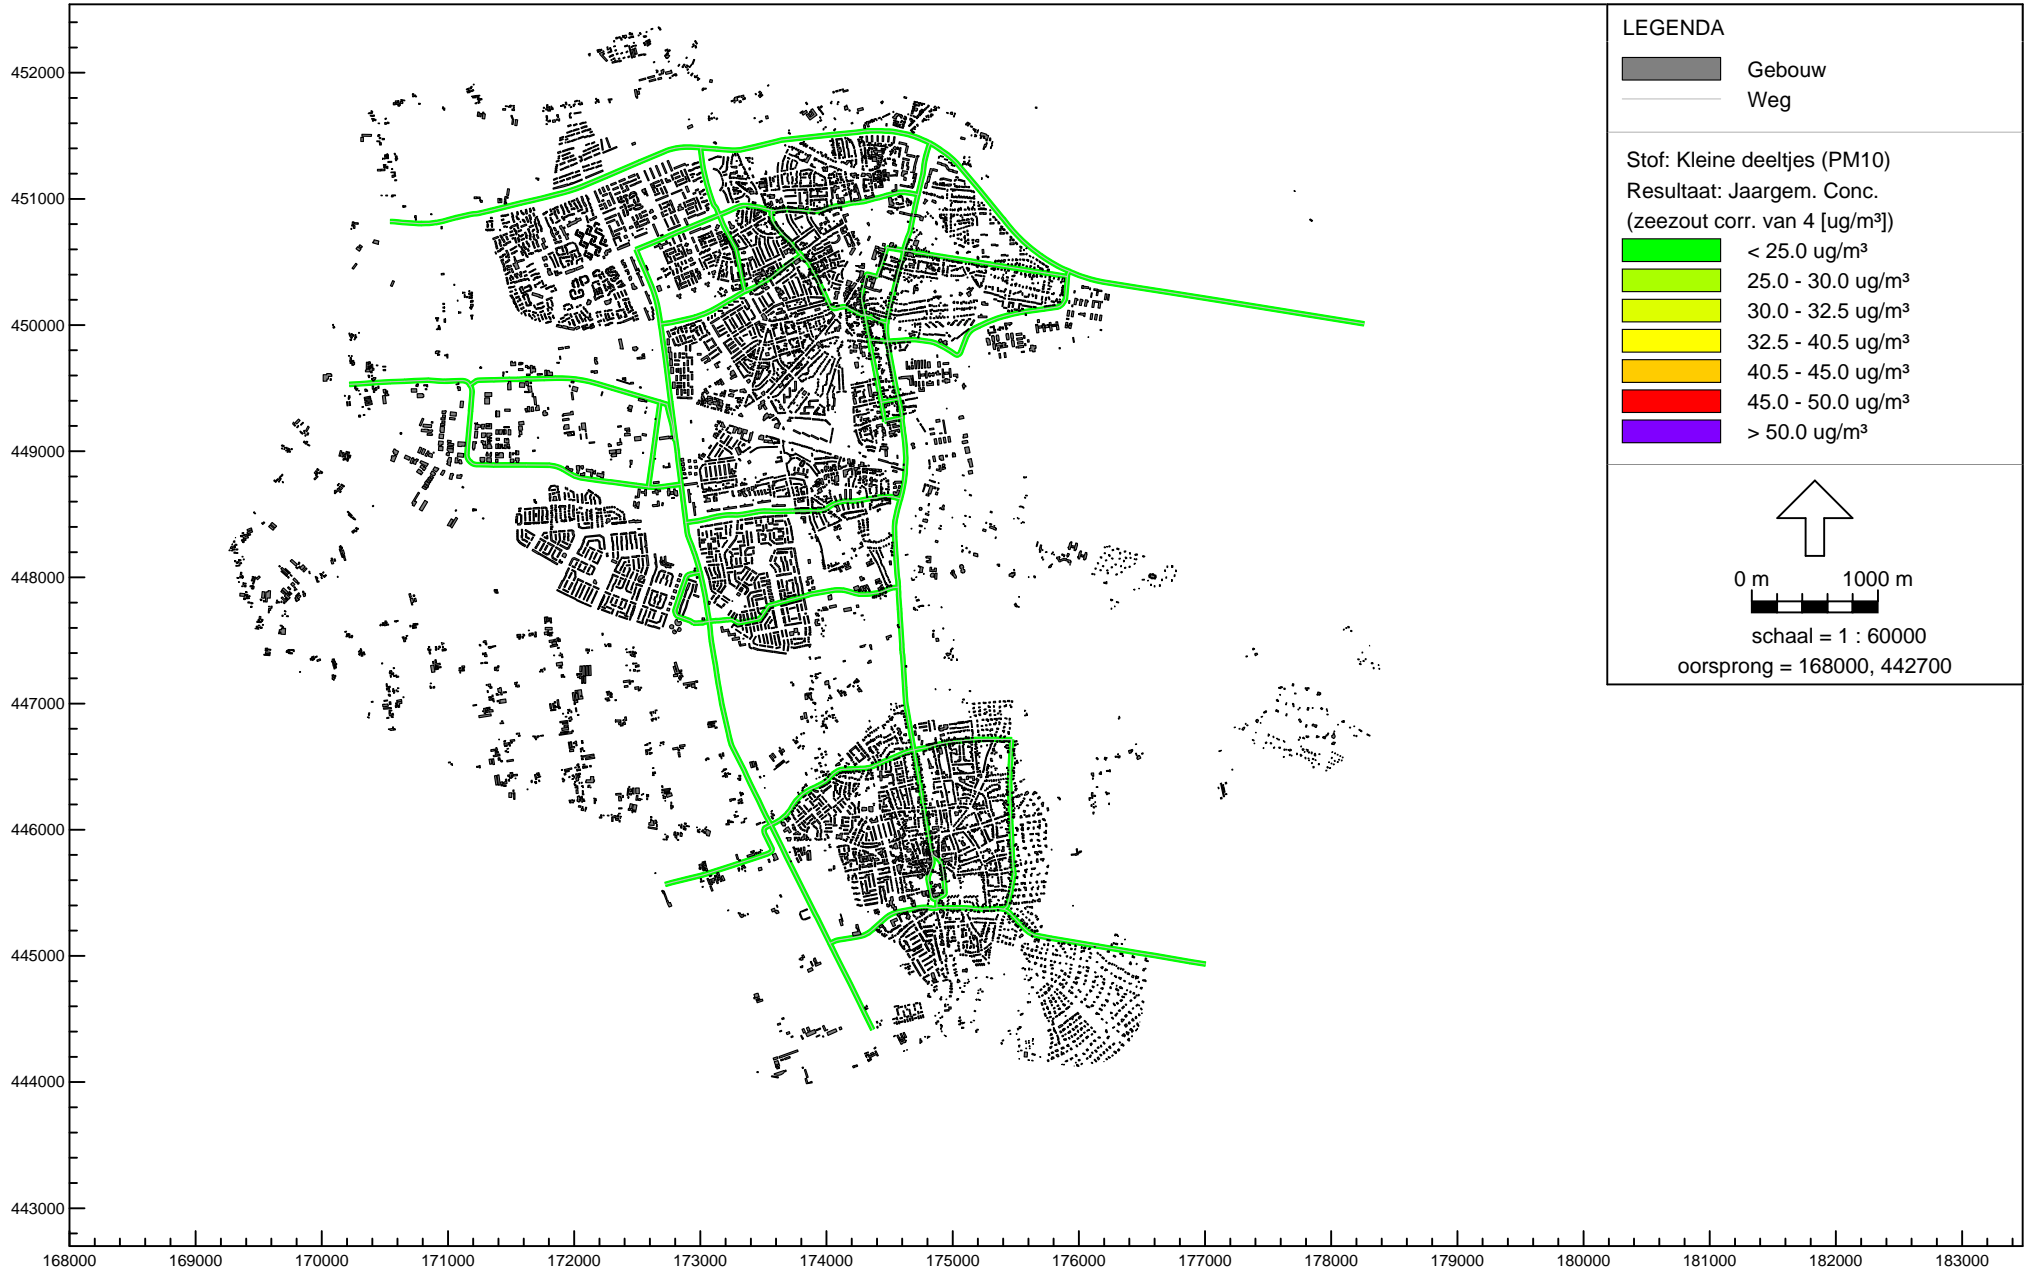 LEGENDA
Gebouw
Weg
Stof: Kleine deeltjes (PM10)
Resultaat: Jaargem. Conc.
(zeezout corr. van 4 [ug/m³])
< 25.0 ug/m³
25.0 - 30.0 ug/m³
30.0 - 32.5 ug/m³
32.5 - 40.5 ug/m³
40.5 - 45.0 ug/m³
45.0 - 50.0 ug/m³
> 50.0 ug/m³
0 m 1000 m
schaal = 1 : 60000
oorsprong = 168000, 442700
452000
451000
450000
449000
448000
447000
446000
445000
444000
443000
168000 169000 170000 171000 172000 173000 174000 175000 176000 177000 178000 179000 180000 181000 182000 183000